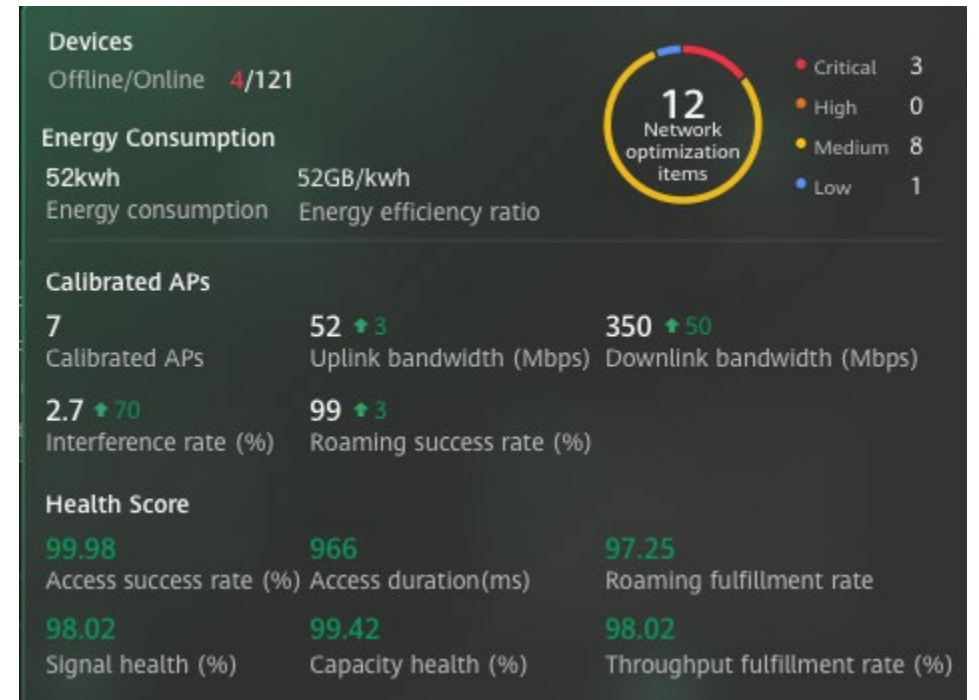 Devices
Offline/Online 4/121
12
Network
optimization
items
Critical 3
High 0
Medium 8
Low 1
Energy Consumption
52kwh 52GB/kwh
Energy consumption Energy efficiency ratio
Calibrated APs
7 52 3 350 50
Calibrated APs Uplink bandwidth (Mbps) Downlink bandwidth (Mbps)
2.7 70 99 3
Interference rate (%) Roaming success rate (%)
Health Score
99.98 966 97.25
Access success rate (%) Access duration(ms) Roaming fulfillment rate
98.02 99.42 98.02
Signal health (%) Capacity health (%) Throughput fulfillment rate (%)